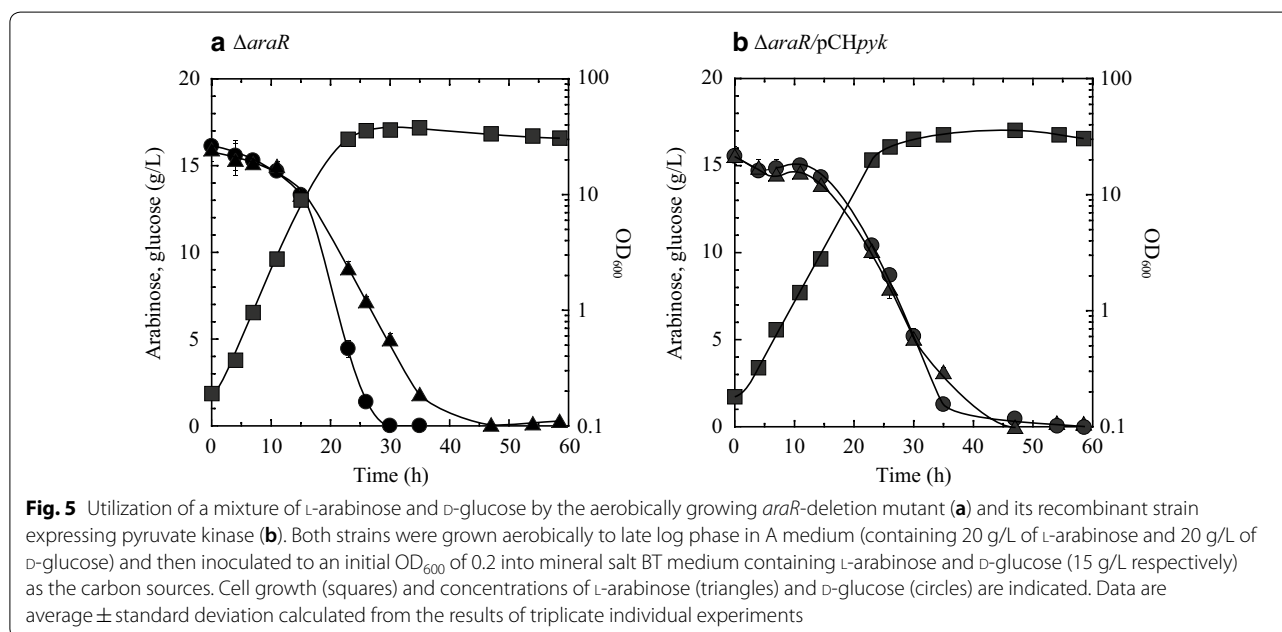 a ΔaraR
b ΔaraR/pCHpyk
20
15
10
5
0
100
10
1
0.1
0 10 20 30 40 50 60
Arabinose, glucose (g/L)
OD600
Time (h)
20
15
10
5
0
100
10
1
0.1
0 10 20 30 40 50 60
Arabinose, glucose (g/L)
OD600
Time (h)
Fig. 5 Utilization of a mixture of L-arabinose and D-glucose by the aerobically growing araR-deletion mutant (a) and its recombinant strain
expressing pyruvate kinase (b). Both strains were grown aerobically to late log phase in A medium (containing 20 g/L of L-arabinose and 20 g/L of
D-glucose) and then inoculated to an initial OD600 of 0.2 into mineral salt BT medium containing L-arabinose and D-glucose (15 g/L respectively)
as the carbon sources. Cell growth (squares) and concentrations of L-arabinose (triangles) and D-glucose (circles) are indicated. Data are
average ± standard deviation calculated from the results of triplicate individual experiments